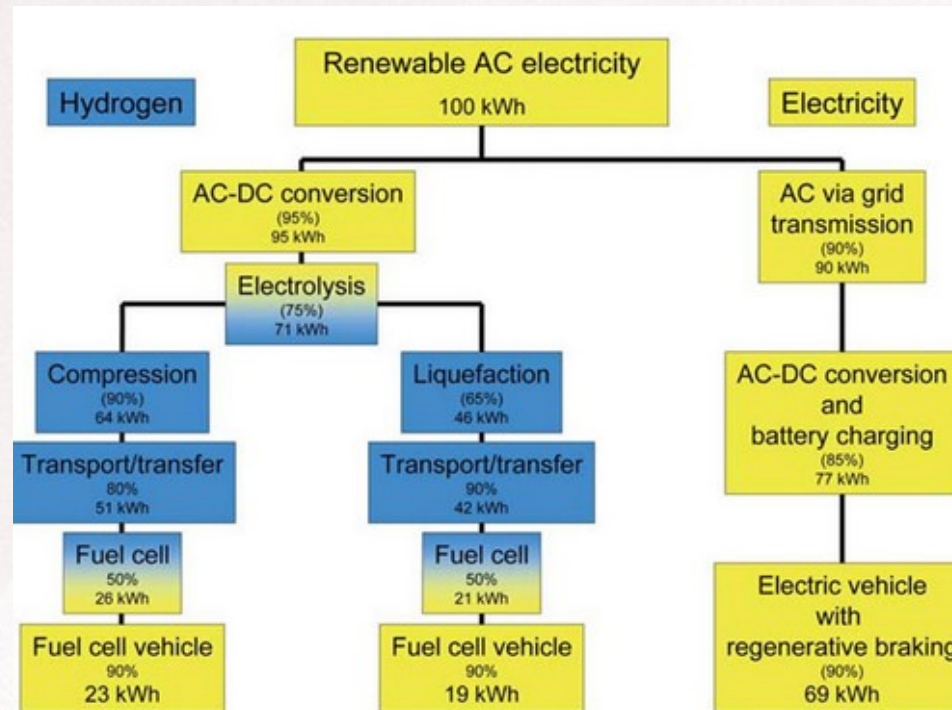 Renewable AC electricity
100 kWh
Hydrogen
Electricity
AC-DC conversion
(95%)
95 kWh
AC via grid
transmission
(90%)
90 kWh
Electrolysis
(75%)
71 kWh
Compression
(90%)
64 kWh
Liquefaction
(65%)
46 kWh
AC-DC conversion
and
battery charging
(85%)
77 kWh
Transport/transfer
80%
51 kWh
Transport/transfer
90%
42 kWh
Fuel cell
50%
26 kWh
Fuel cell
50%
21 kWh
Electric vehicle
with
regenerative braking
(90%)
69 kWh
Fuel cell vehicle
90%
23 kWh
Fuel cell vehicle
90%
19 kWh